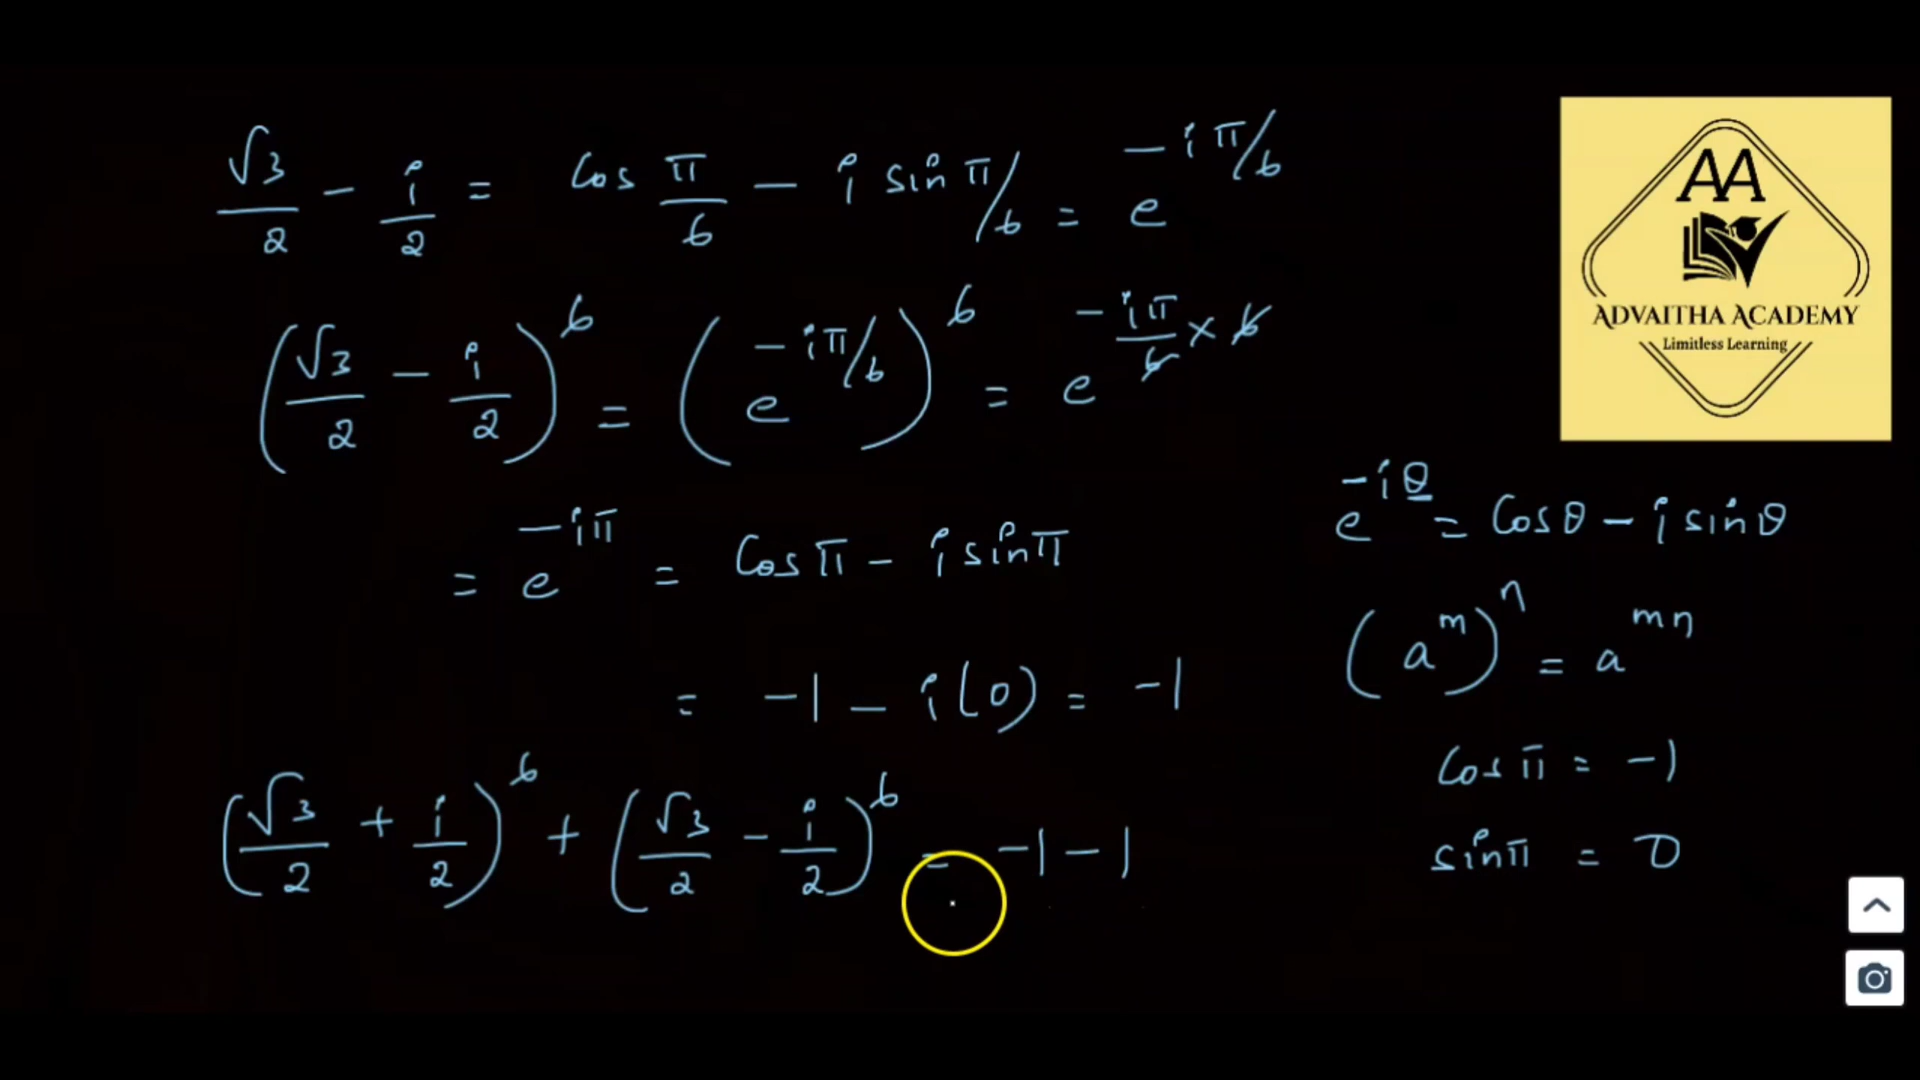 √3/2 - i/2 = cos π/6 - i sin π/6 = e^(-iπ/6)
(√3/2 - i/2)^6 = (e^(-iπ/6))^6 = e^(-iπ/6 × 6)
= e^(-iπ) = cos π - i sin π
= -1 - i(0) = -1
(√3/2 + i/2)^6 + (√3/2 - i/2)^6 = -1 - 1
e^(-iθ) = cos θ - i sin θ
(a^m)^n = a^(mn)
cos π = -1
sin π = 0
AA
ADVAITHA ACADEMY
Limitless Learning